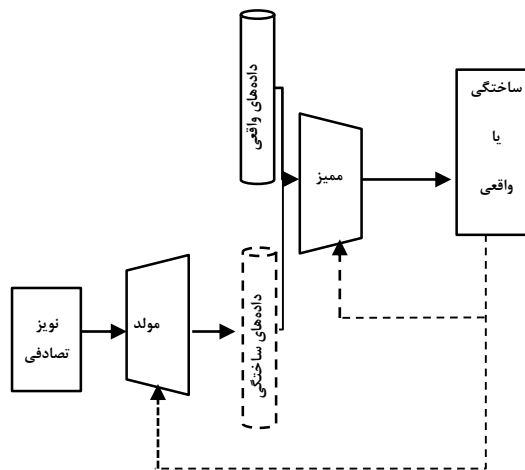 داده‌های واقعی
ممیز
ساختگی
یا
واقعی
نویز
تصادفی
مولد
داده‌های ساختگی